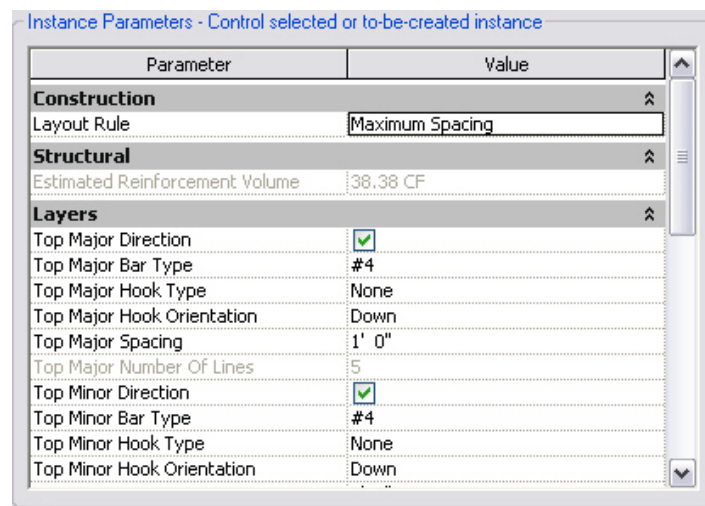 Instance Parameters - Control selected or to-be-created instance
Parameter Value
Construction
Layout Rule Maximum Spacing
Structural
Estimated Reinforcement Volume 38.38 CF
Layers
Top Major Direction
Top Major Bar Type #4
Top Major Hook Type None
Top Major Hook Orientation Down
Top Major Spacing 1' 0"
Top Major Number Of Lines 5
Top Minor Direction
Top Minor Bar Type #4
Top Minor Hook Type None
Top Minor Hook Orientation Down